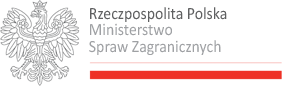 Rzeczpospolita Polska
Ministerstwo
Spraw Zagranicznych